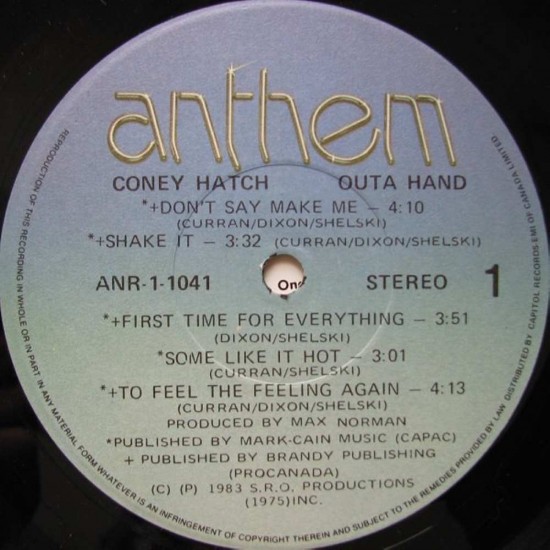 anthem
CONEY HATCH OUTA HAND
*+DON'T SAY MAKE ME — 4:10
(CURRAN/DIXON/SHELSKI)
*+SHAKE IT — 3:32 (CURRAN/DIXON/SHELSKI)
ANR-1-1041 STEREO 1
One
*+FIRST TIME FOR EVERYTHING — 3:51
(DIXON/SHELSKI)
*SOME LIKE IT HOT — 3:01
(CURRAN/SHELSKI)
*+TO FEEL THE FEELING AGAIN — 4:13
(CURRAN/DIXON/SHELSKI)
PRODUCED BY MAX NORMAN
*PUBLISHED BY MARK-CAIN MUSIC (CAPAC)
+ PUBLISHED BY BRANDY PUBLISHING
(PROCANADA)
(C) (P) 1983 S.R.O. PRODUCTIONS
(1975)INC.
REPRODUCTION OF THIS RECORDING IN WHOLE OR IN PART, IN ANY MATERIAL FORM WHATEVER IS AN INFRINGEMENT OF COPYRIGHT THEREIN AND SUBJECT TO THE REMEDIES PROVIDED BY LAW DISTRIBUTED BY CAPITOL RECORDS-EMI OF CANADA LIMITED